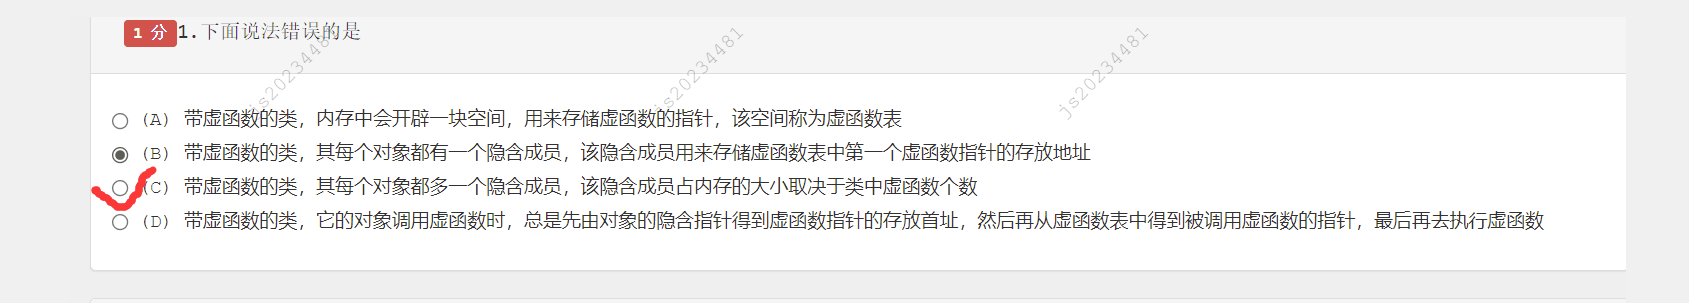 1 分 1.下面说法错误的是
(A) 带虚函数的类，内存中会开辟一块空间，用来存储虚函数的指针，该空间称为虚函数表
(B) 带虚函数的类，其每个对象都有一个隐含成员，该隐含成员用来存储虚函数表中第一个虚函数指针的存放地址
(C) 带虚函数的类，其每个对象都多一个隐含成员，该隐含成员占内存的大小取决于类中虚函数个数
(D) 带虚函数的类，它的对象调用虚函数时，总是先由对象的隐含指针得到虚函数指针的存放首址，然后再从虚函数表中得到被调用虚函数的指针，最后再去执行虚函数
js20234481
js20234481
js20234481